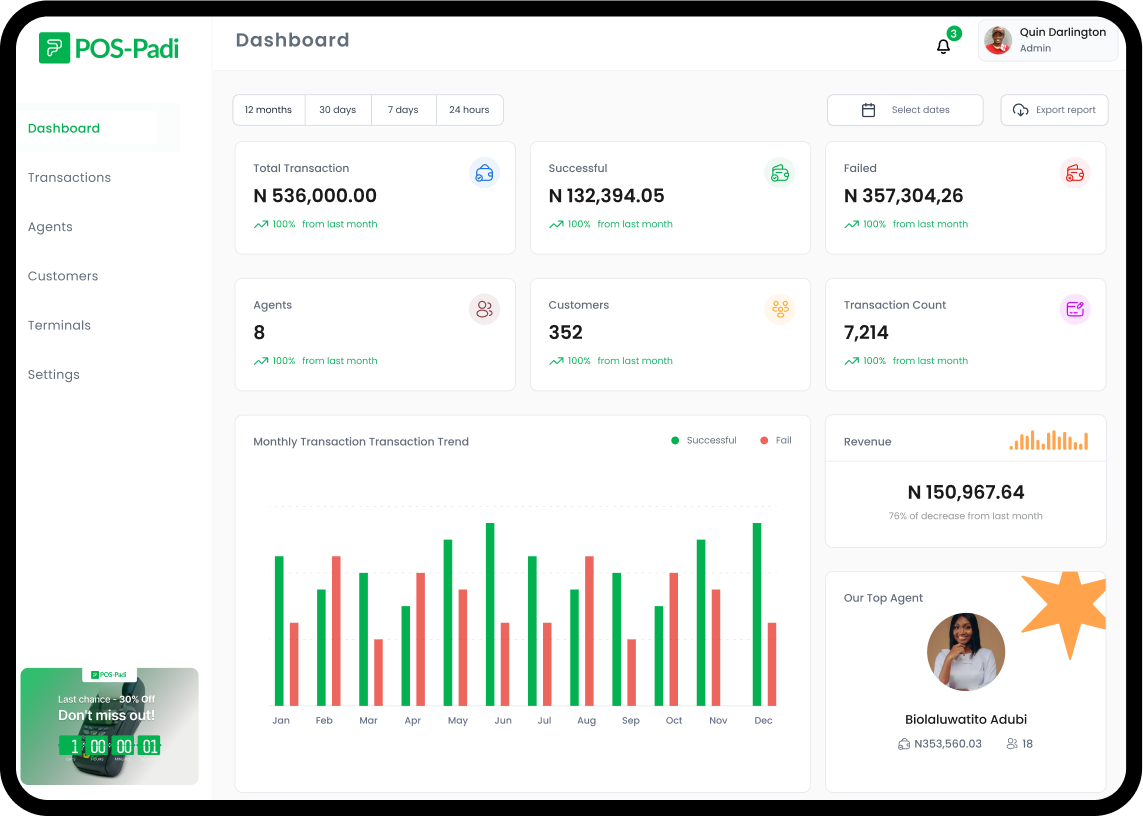 POS-Padi
Dashboard
3
Quin Darlington
Admin
Dashboard
Transactions
Agents
Customers
Terminals
Settings
12 months
30 days
7 days
24 hours
Select dates
Export report
Total Transaction
N 536,000.00
100% from last month
Successful
N 132,394.05
100% from last month
Failed
N 357,304,26
100% from last month
Agents
8
100% from last month
Customers
352
100% from last month
Transaction Count
7,214
100% from last month
Monthly Transaction Transaction Trend
Successful
Fail
Jan Feb Mar Apr May Jun Jul Aug Sep Oct Nov Dec
Revenue
N 150,967.64
76% of decrease from last month
Our Top Agent
Biolaluwatito Adubi
N353,560.03
18
POS-Padi
Last chance - 30% Off
Don't miss out!
1 00 00 01